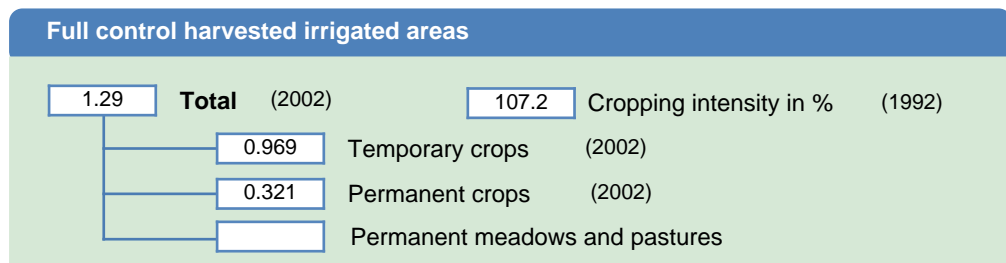 Full control harvested irrigated areas
1.29 Total (2002) 107.2 Cropping intensity in % (1992)
0.969 Temporary crops (2002)
0.321 Permanent crops (2002)
Permanent meadows and pastures